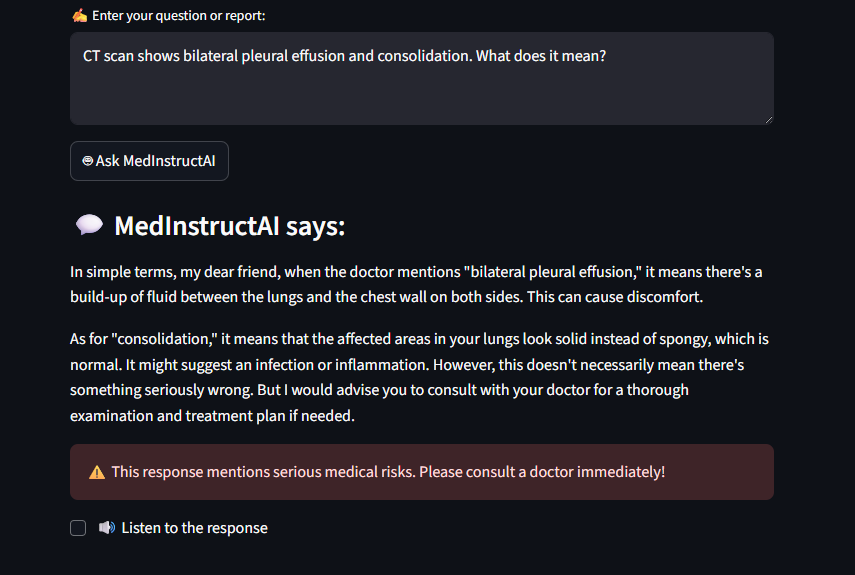 ✍️ Enter your question or report:
CT scan shows bilateral pleural effusion and consolidation. What does it mean?
Ask MedInstructAI
💬 MedInstructAI says:
In simple terms, my dear friend, when the doctor mentions "bilateral pleural effusion," it means there's a
build-up of fluid between the lungs and the chest wall on both sides. This can cause discomfort.
As for "consolidation," it means that the affected areas in your lungs look solid instead of spongy, which is
normal. It might suggest an infection or inflammation. However, this doesn't necessarily mean there's
something seriously wrong. But I would advise you to consult with your doctor for a thorough
examination and treatment plan if needed.
⚠️ This response mentions serious medical risks. Please consult a doctor immediately!
🔊 Listen to the response